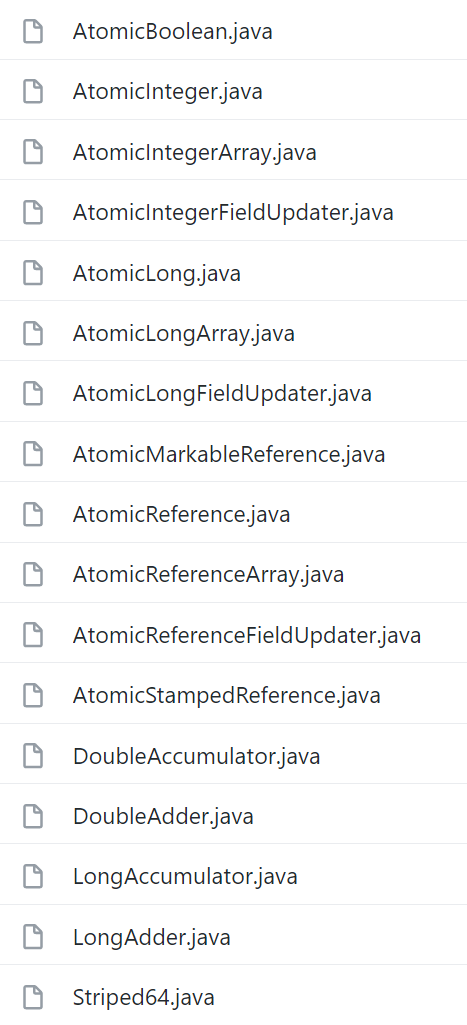 AtomicBoolean.java
AtomicInteger.java
AtomicIntegerArray.java
AtomicIntegerFieldUpdater.java
AtomicLong.java
AtomicLongArray.java
AtomicLongFieldUpdater.java
AtomicMarkableReference.java
AtomicReference.java
AtomicReferenceArray.java
AtomicReferenceFieldUpdater.java
AtomicStampedReference.java
DoubleAccumulator.java
DoubleAdder.java
LongAccumulator.java
LongAdder.java
Striped64.java